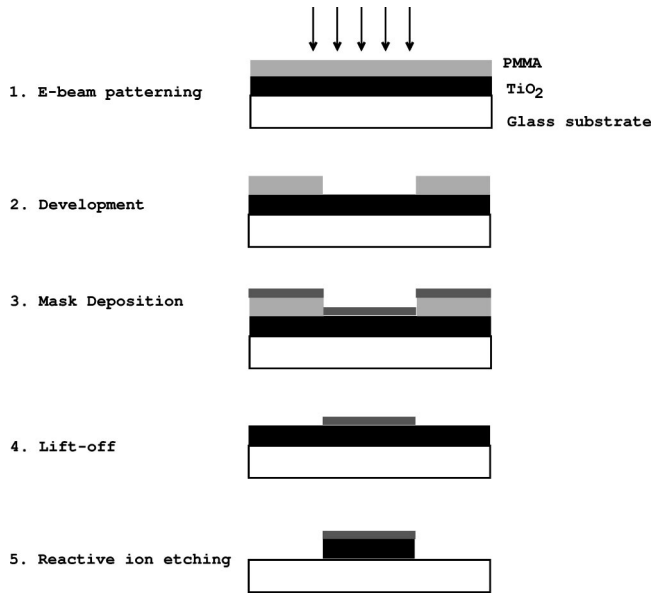 PMMA
1. E-beam patterning
TiO2
Glass substrate
2. Development
3. Mask Deposition
4. Lift-off
5. Reactive ion etching